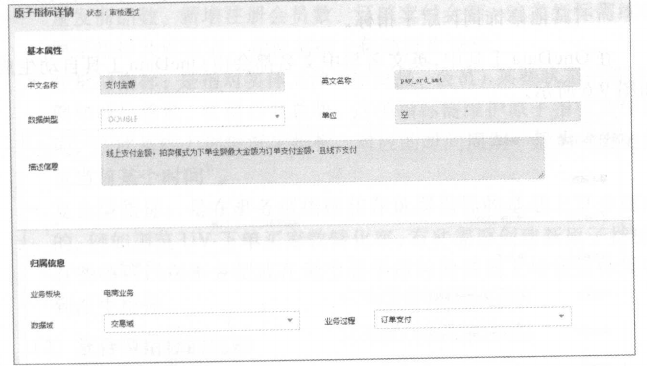 原子指标详情 状态：审核通过
基本属性
中文名称 支付金额 英文名称 pay_ord_amt
数据类型 DOUBLE 单位 空
描述信息 线上支付金额，拍卖模式为下单金额最大金额为订单支付金额，且线下支付
归属信息
业务板块 电商业务
数据域 交易域 业务过程 订单支付